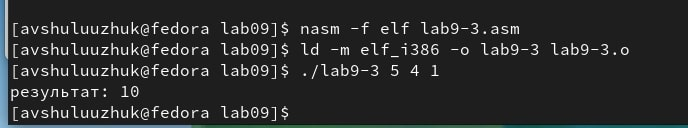 [avshuluuzhuk@fedora lab09]$ nasm -f elf lab9-3.asm
[avshuluuzhuk@fedora lab09]$ ld -m elf_i386 -o lab9-3 lab9-3.o
[avshuluuzhuk@fedora lab09]$ ./lab9-3 5 4 1
результат: 10
[avshuluuzhuk@fedora lab09]$